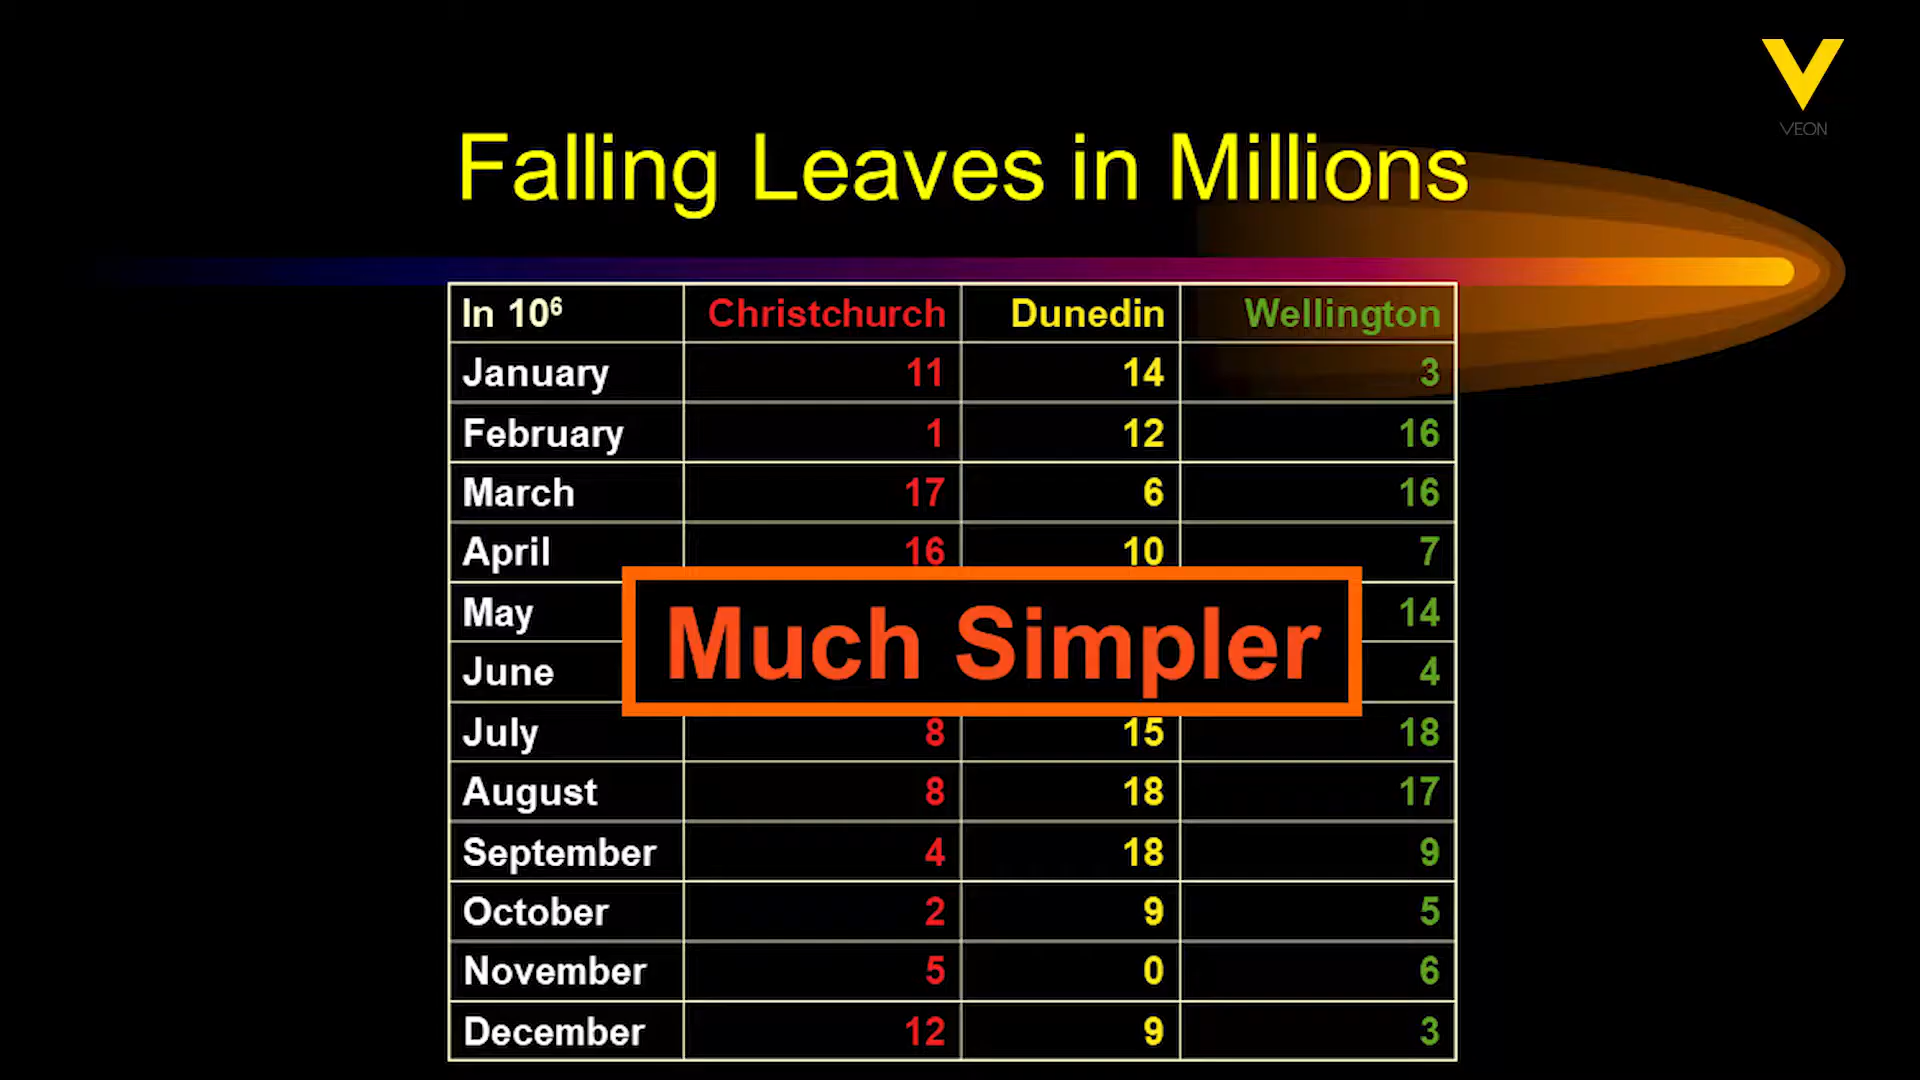 VEON
Falling Leaves in Millions
In 10⁶ Christchurch Dunedin Wellington
January 11 14 3
February 1 12 16
March 17 6 16
April 16 10 7
May 14
Much Simpler
June 4
July 8 15 18
August 8 18 17
September 4 18 9
October 2 9 5
November 5 0 6
December 12 9 3